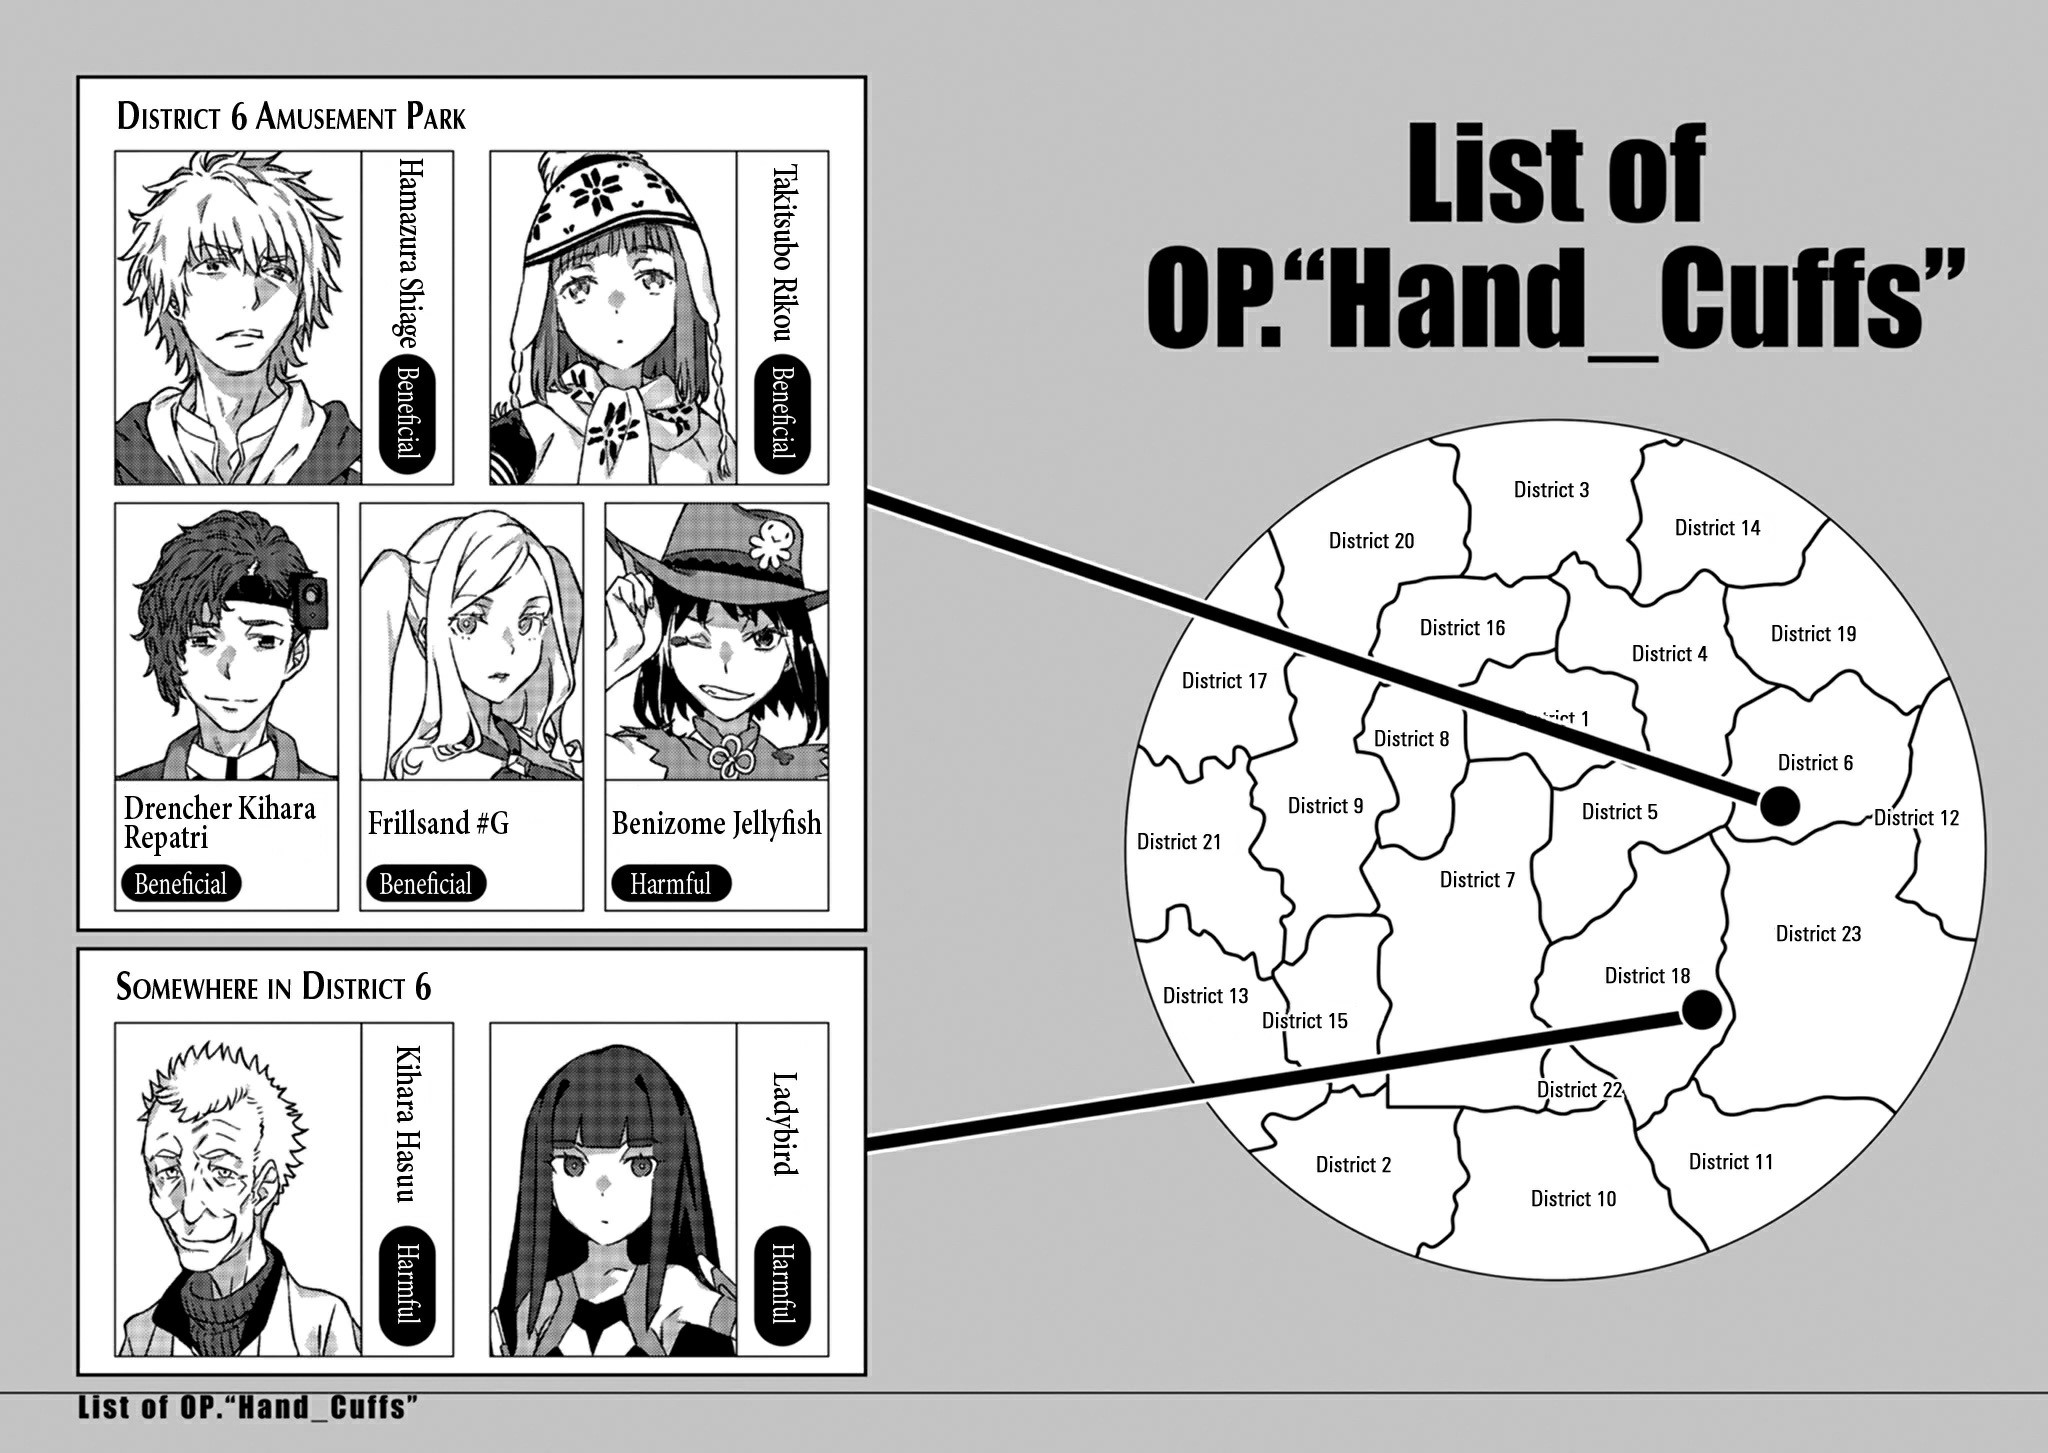 DISTRICT 6 AMUSEMENT PARK
Hamazura Shiage
Beneficial
Takitsubo Rikou
Beneficial
Drencher Kihara
Repatri
Beneficial
Frillsand #G
Beneficial
Benizome Jellyfish
Harmful
SOMEWHERE IN DISTRICT 6
Kihara Hasuu
Harmful
Ladybird
Harmful
List of OP."Hand_Cuffs"
List of
OP."Hand_Cuffs"
District 3
District 14
District 20
District 16
District 19
District 4
District 17
trict 1
District 8
District 6
District 9
District 5
District 12
District 21
District 7
District 23
District 18
District 13
District 15
District 22
District 2
District 11
District 10